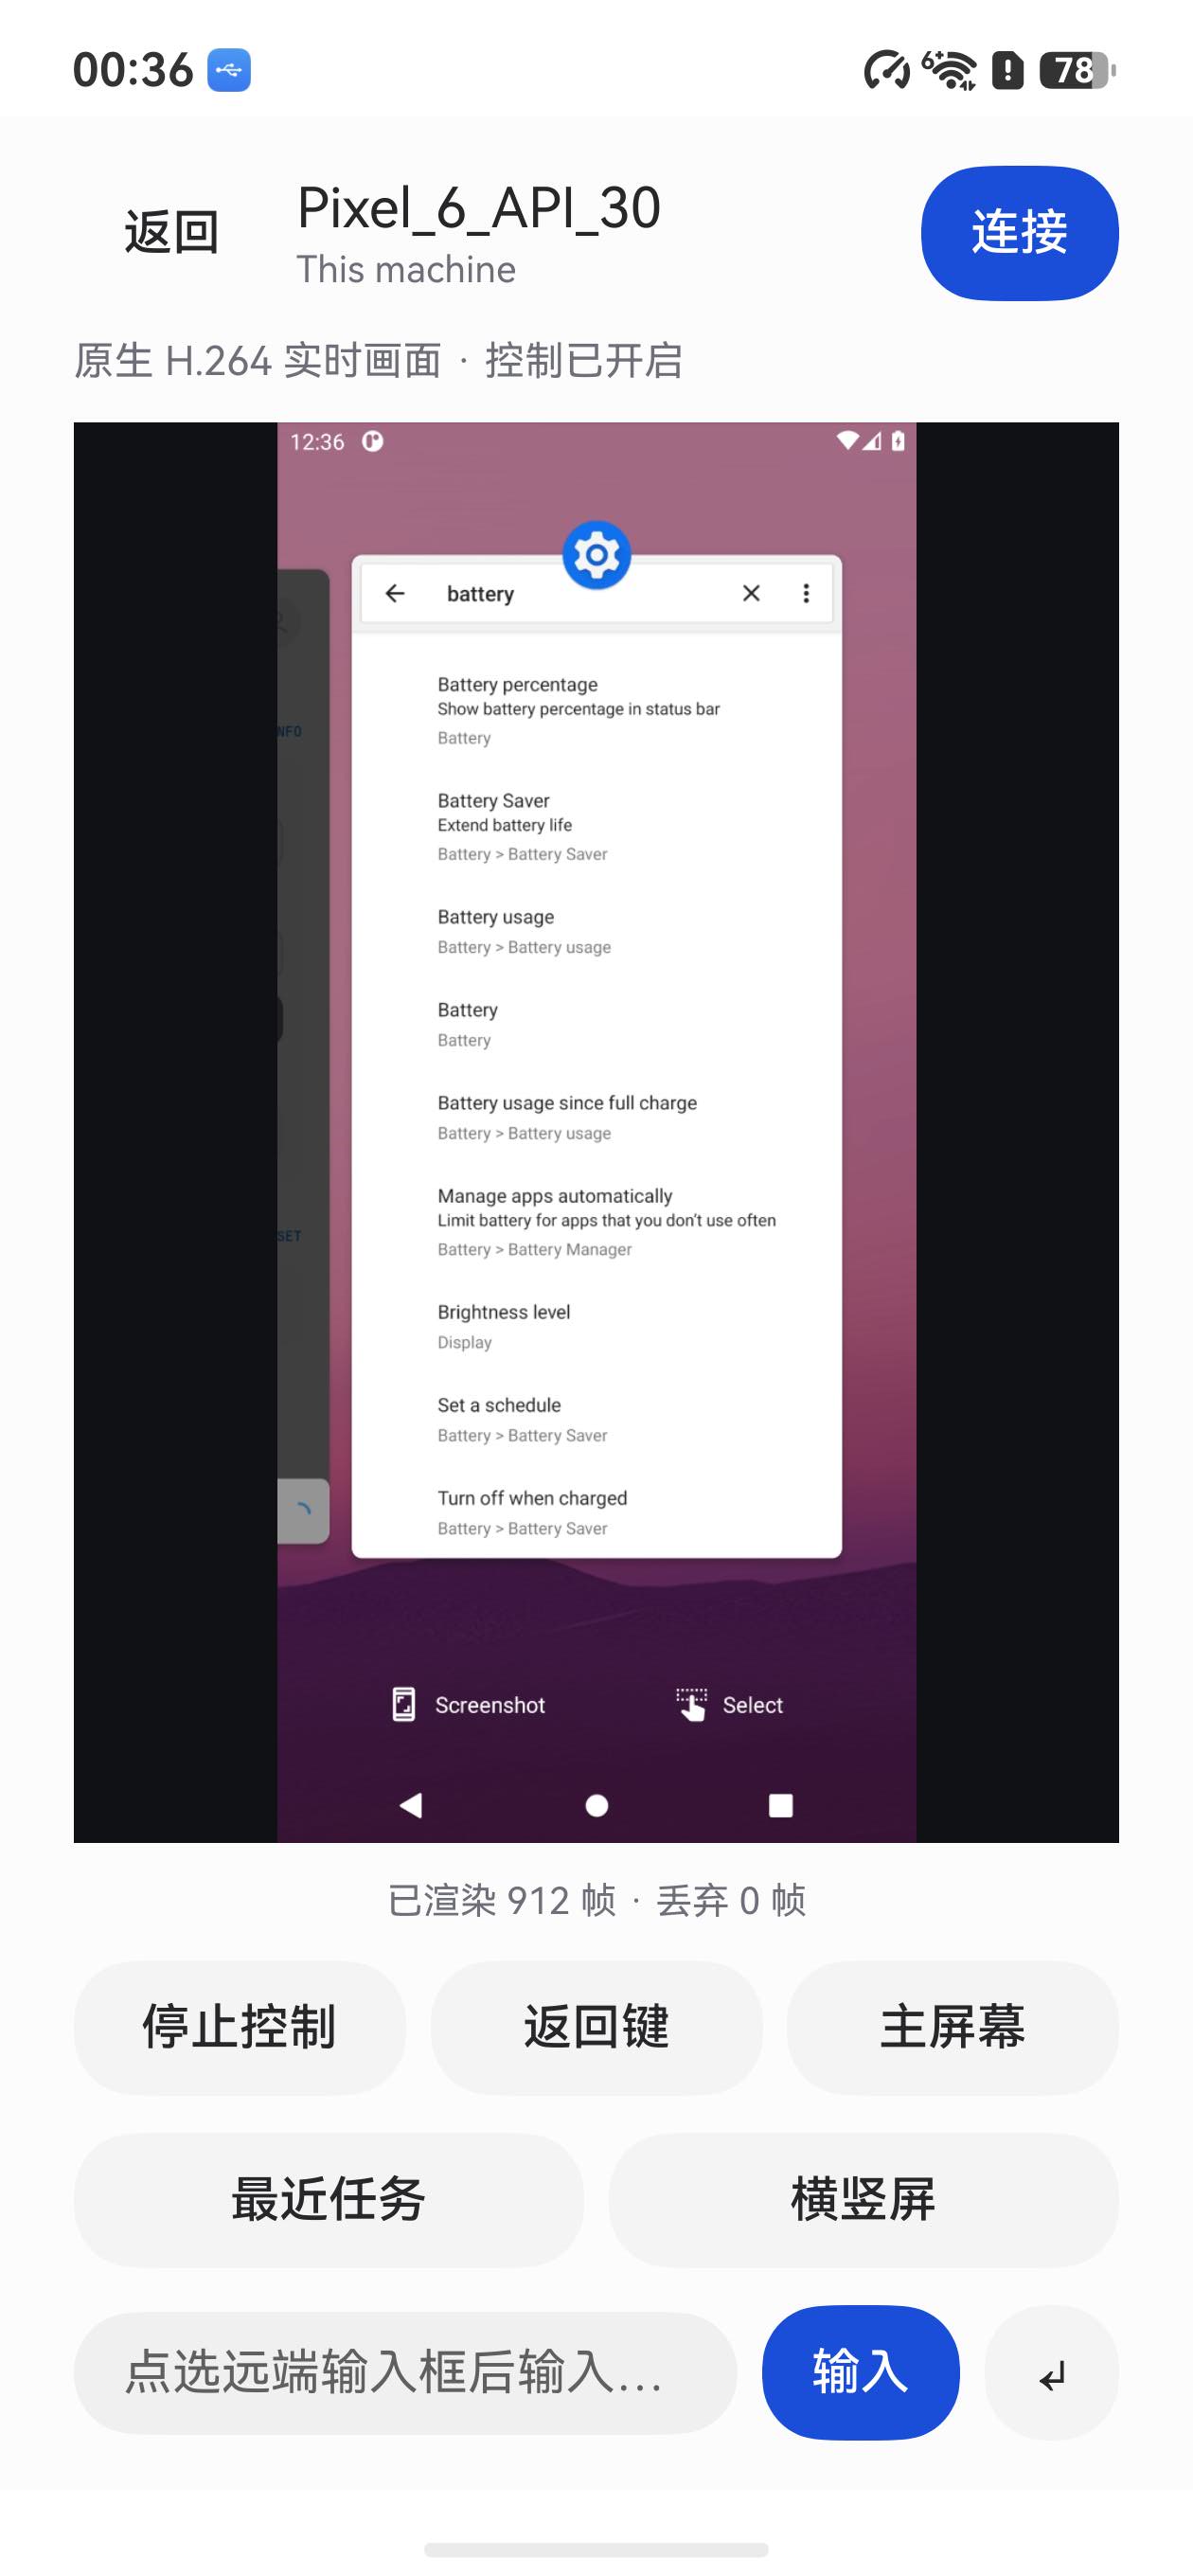 00:36
6+
78
返回
Pixel_6_API_30
This machine
连接
原生 H.264 实时画面 · 控制已开启
12:36
battery
NFO
Battery percentage
Show battery percentage in status bar
Battery
Battery Saver
Extend battery life
Battery > Battery Saver
Battery usage
Battery > Battery usage
Battery
Battery
Battery usage since full charge
Battery > Battery usage
Manage apps automatically
Limit battery for apps that you don't use often
Battery > Battery Manager
SET
Brightness level
Display
Set a schedule
Battery > Battery Saver
Turn off when charged
Battery > Battery Saver
Screenshot
Select
已渲染 912 帧 · 丢弃 0 帧
停止控制
返回键
主屏幕
最近任务
横竖屏
点选远端输入框后输入...
输入